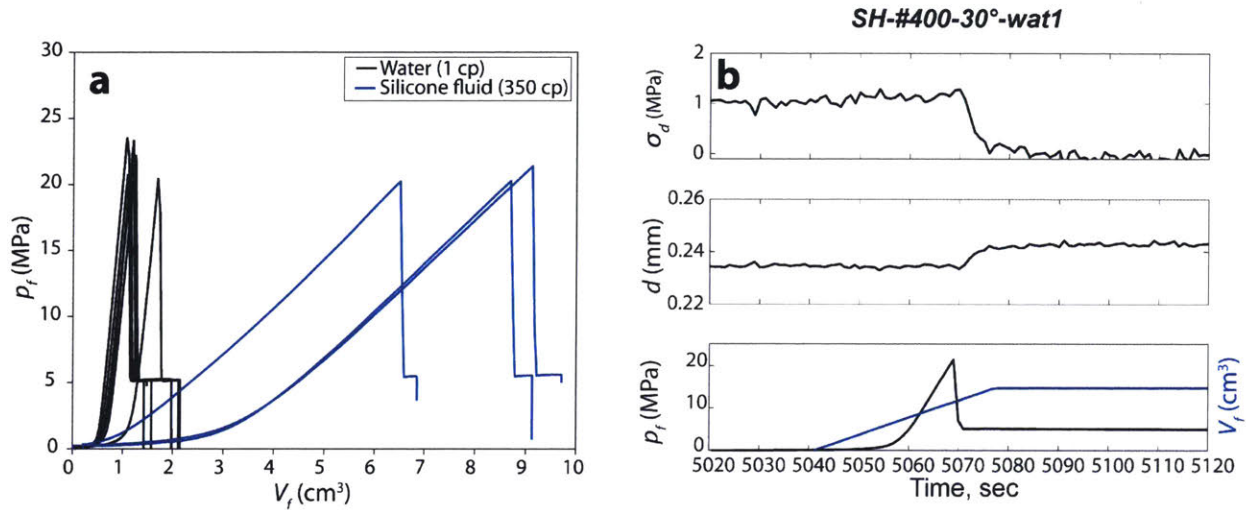 SH-#400-30°-wat1
a
30
25
20
15
10
5
0
p_f (MPa)
Water (1 cp)
Silicone fluid (350 cp)
0 1 2 3 4 5 6 7 8 9 10
V_f (cm³)
b
2
1
0
σ_d (MPa)
0.26
0.24
0.22
d (mm)
20
10
0
p_f (MPa)
V_f (cm³)
5020 5030 5040 5050 5060 5070 5080 5090 5100 5110 5120
Time, sec